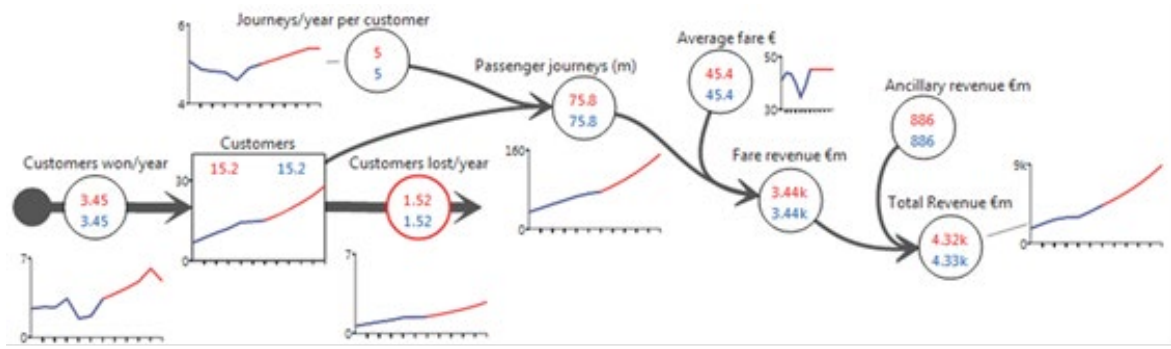 Journeys/year per customer
6
4
5
5
Passenger journeys (m)
75.8
75.8
Average fare €
45.4
45.4
50
30
Ancillary revenue €m
886
886
Customers won/year
3.45
3.45
7
0
Customers
15.2 15.2
30
0
Customers lost/year
1.52
1.52
7
0
160
0
Fare revenue €m
3.44k
3.44k
Total Revenue €m
4.32k
4.33k
9k
0